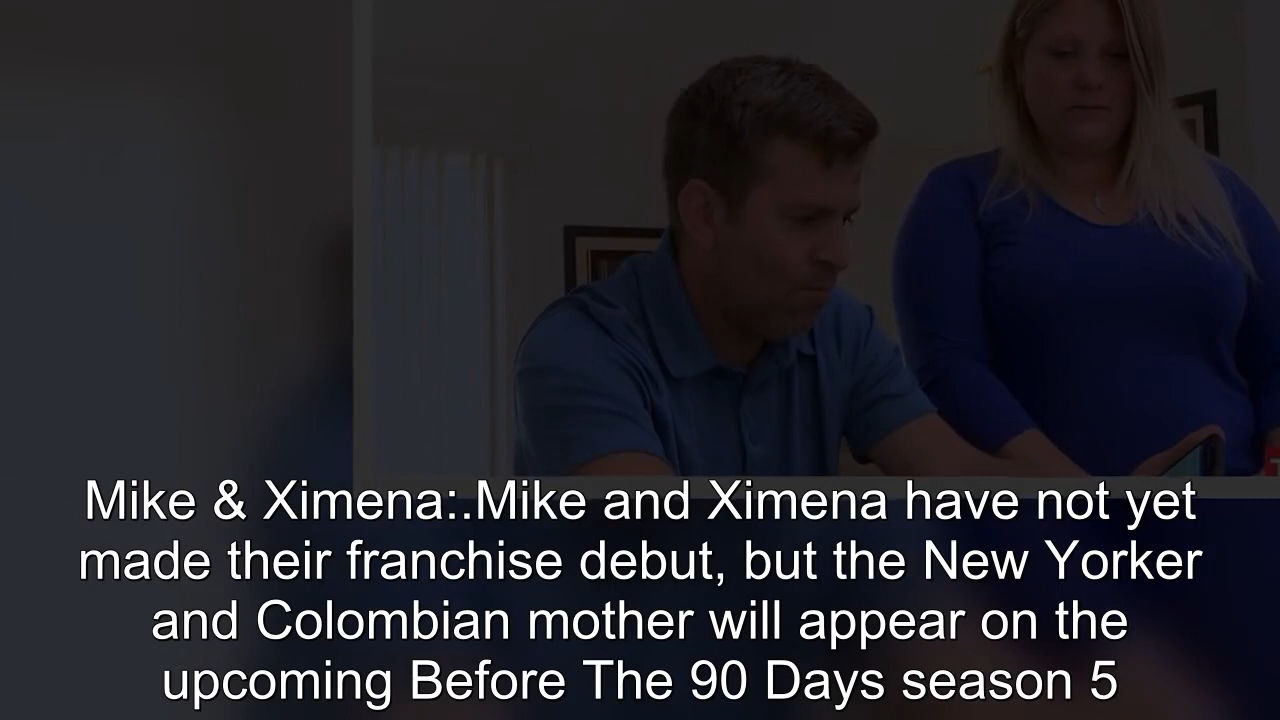 Mike & Ximena:.Mike and Ximena have not yet
made their franchise debut, but the New Yorker
and Colombian mother will appear on the
upcoming Before The 90 Days season 5